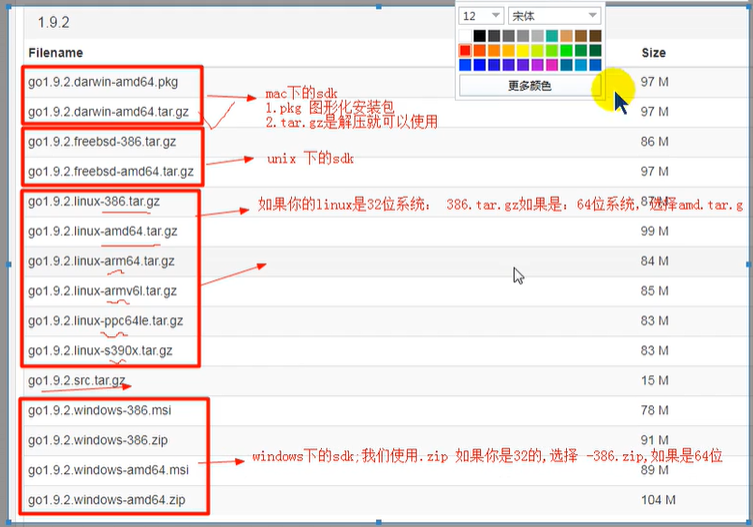 1.9.2
12 宋体
Filename Size
更多颜色
go1.9.2.darwin-amd64.pkg 97 M
mac下的sdk
1.pkg 图形化安装包
go1.9.2.darwin-amd64.tar.gz 97 M
2.tar.gz是解压就可以使用
go1.9.2.freebsd-386.tar.gz 86 M
unix 下的sdk
go1.9.2.freebsd-amd64.tar.gz 97 M
go1.9.2.linux-386.tar.gz 87 M
如果你的linux是32位系统： 386.tar.gz如果是：64位系统，选择amd.tar.g
go1.9.2.linux-amd64.tar.gz 99 M
go1.9.2.linux-arm64.tar.gz 84 M
go1.9.2.linux-armv6l.tar.gz 85 M
go1.9.2.linux-ppc64le.tar.gz 83 M
go1.9.2.linux-s390x.tar.gz 83 M
go1.9.2.src.tar.gz 15 M
go1.9.2.windows-386.msi 78 M
go1.9.2.windows-386.zip 91 M
windows下的sdk;我们使用.zip 如果你是32的,选择 -386.zip,如果是64位
go1.9.2.windows-amd64.msi 89 M
go1.9.2.windows-amd64.zip 104 M